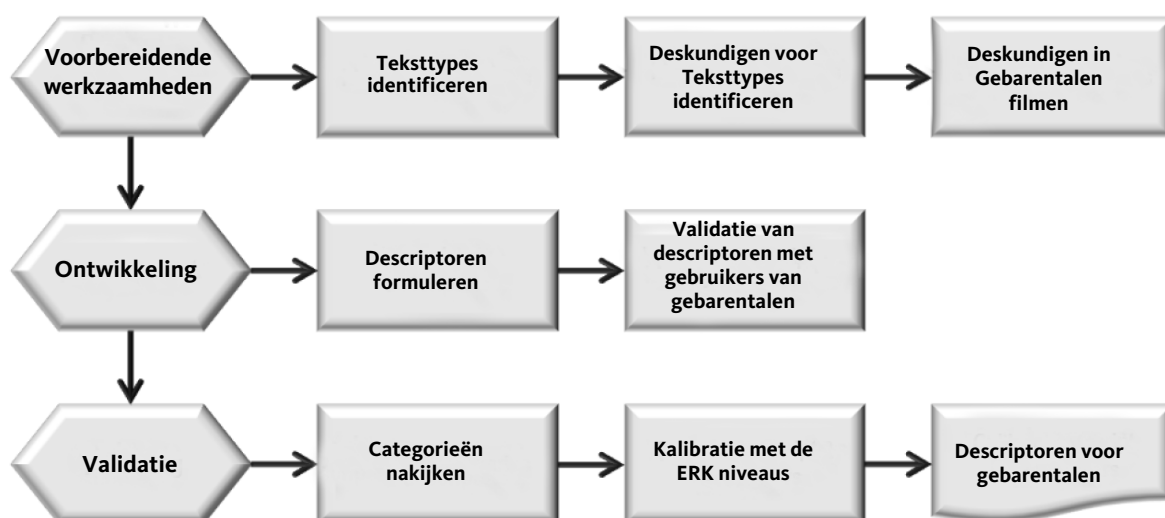 Voorbereidende
werkzaamheden
Teksttypes
identificeren
Deskundigen voor
Teksttypes
identificeren
Deskundigen in
Gebarentalen
filmen
Ontwikkeling
Descriptoren
formuleren
Validatie van
descriptoren met
gebruikers van
gebarentalen
Validatie
Categorieën
nakijken
Kalibratie met de
ERK niveaus
Descriptoren voor
gebarentalen